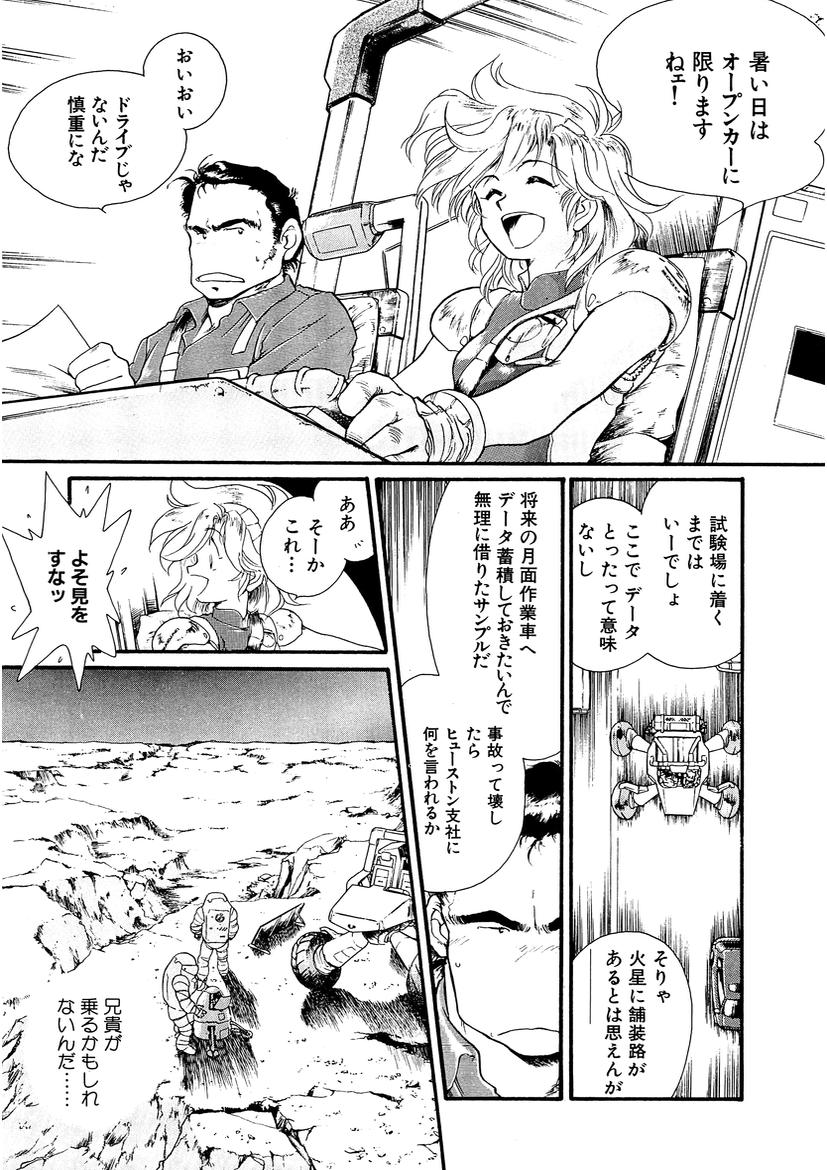 暑い日は
オープンカーに
限ります
ねェ!
おいおい
ドライブじゃ
ないんだ
慎重にな
試験場に着く
までは
いーでしょ
ここで データ
とったって意味
ないし
そりゃ
火星に舗装路が
あるとは思えんが
──
将来の月面作業車へ
データ蓄積しておきたいんで
無理に借りたサンプルだ
事故って壊し
たら
ヒューストン支社に
何を言われるか
ああ
そーか
これ…
よそ見を
すなッ
兄貴が
乗るかもしれ
ないんだ……